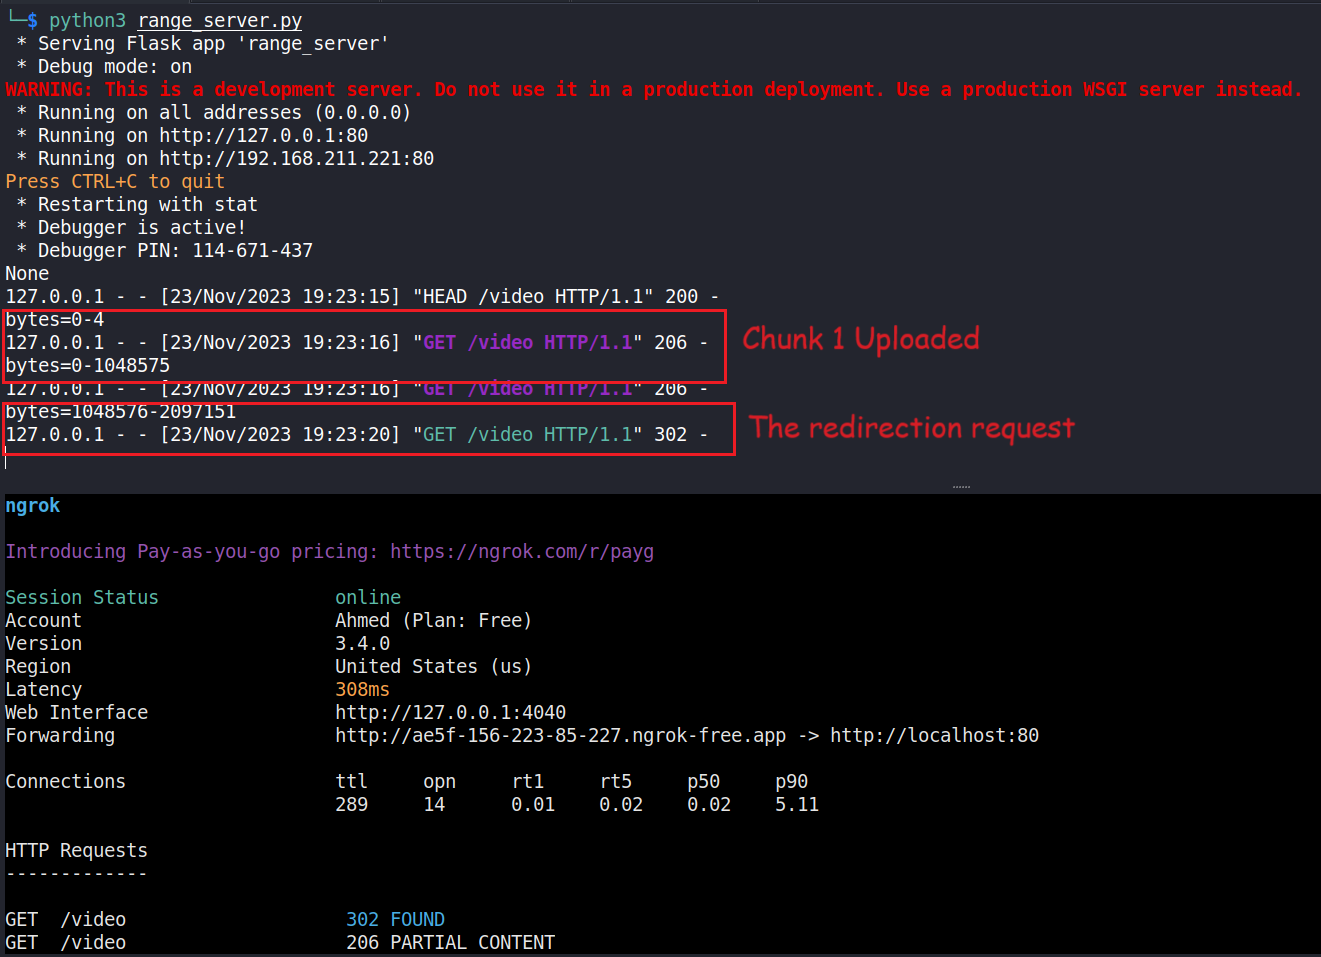 └─$ python3 range_server.py
* Serving Flask app 'range_server'
* Debug mode: on
WARNING: This is a development server. Do not use it in a production deployment. Use a production WSGI server instead.
* Running on all addresses (0.0.0.0)
* Running on http://127.0.0.1:80
* Running on http://192.168.211.221:80
Press CTRL+C to quit
* Restarting with stat
* Debugger is active!
* Debugger PIN: 114-671-437
None
127.0.0.1 - - [23/Nov/2023 19:23:15] "HEAD /video HTTP/1.1" 200 -
bytes=0-4
127.0.0.1 - - [23/Nov/2023 19:23:16] "GET /video HTTP/1.1" 206 -
Chunk 1 Uploaded
bytes=0-1048575
127.0.0.1 - - [23/Nov/2023 19:23:16] "GET /video HTTP/1.1" 206 -
bytes=1048576-2097151
127.0.0.1 - - [23/Nov/2023 19:23:20] "GET /video HTTP/1.1" 302 -
The redirection request
ngrok
Introducing Pay-as-you-go pricing: https://ngrok.com/r/payg
Session Status online
Account Ahmed (Plan: Free)
Version 3.4.0
Region United States (us)
Latency 308ms
Web Interface http://127.0.0.1:4040
Forwarding http://ae5f-156-223-85-227.ngrok-free.app -> http://localhost:80
Connections ttl opn rt1 rt5 p50 p90
289 14 0.01 0.02 0.02 5.11
HTTP Requests
-------------
GET /video 302 FOUND
GET /video 206 PARTIAL CONTENT